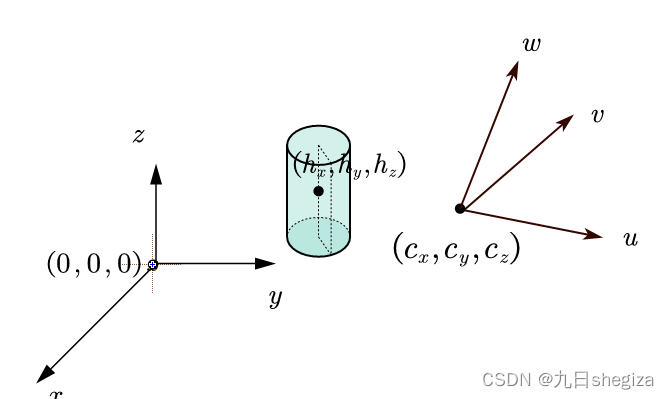 w
v
z
(h_x,h_y,h_z)
(c_x,c_y,c_z)
u
(0,0,0)
y
x
CSDN @九日shegiza